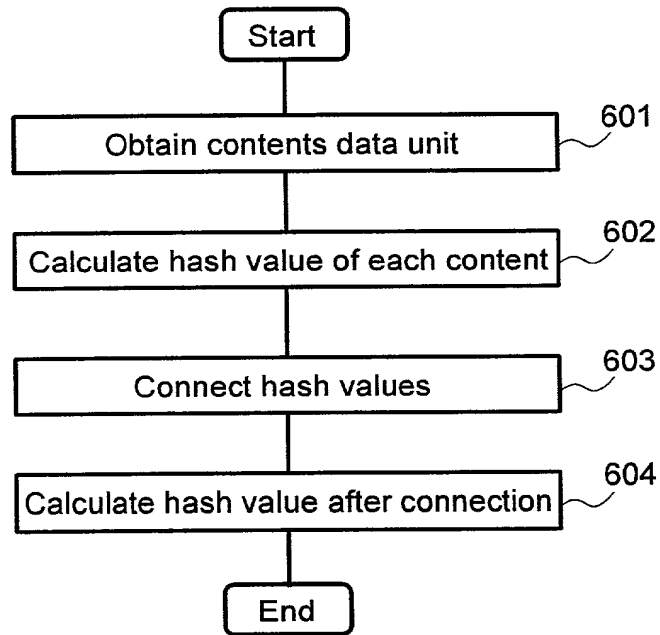 Start
601
Obtain contents data unit
602
Calculate hash value of each content
603
Connect hash values
604
Calculate hash value after connection
End